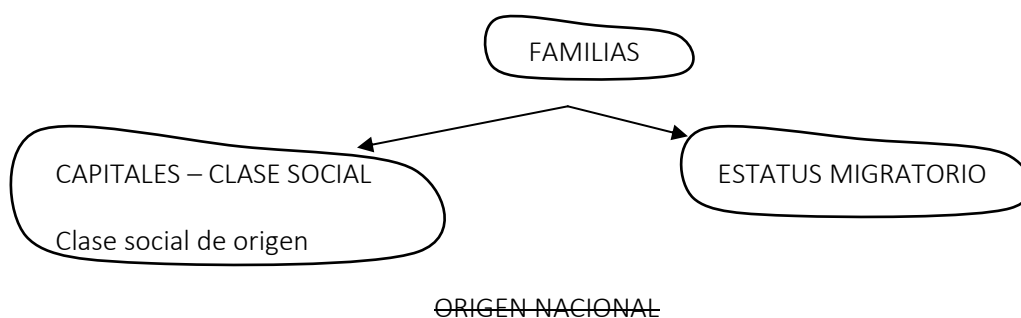 FAMILIAS
CAPITALES – CLASE SOCIAL
ESTATUS MIGRATORIO
Clase social de origen
ORIGEN NACIONAL